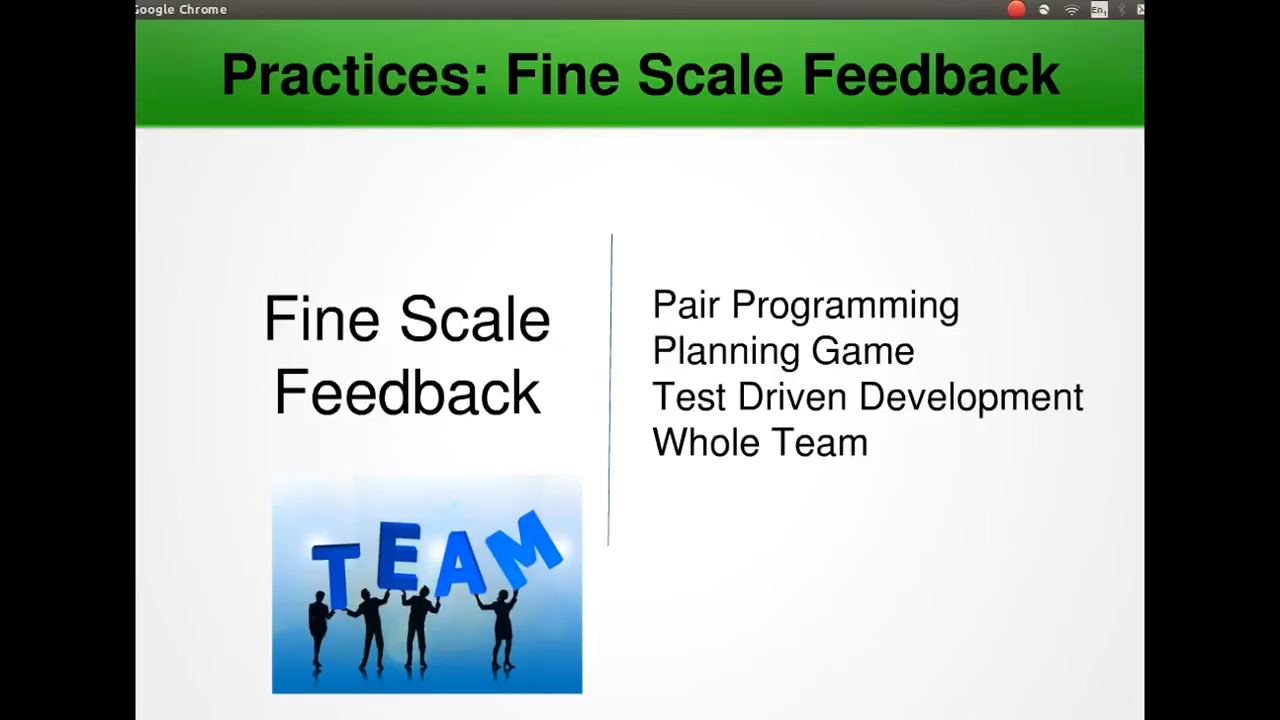 Google Chrome
En1
Practices: Fine Scale Feedback
Fine Scale
Feedback
Pair Programming
Planning Game
Test Driven Development
Whole Team
TEAM